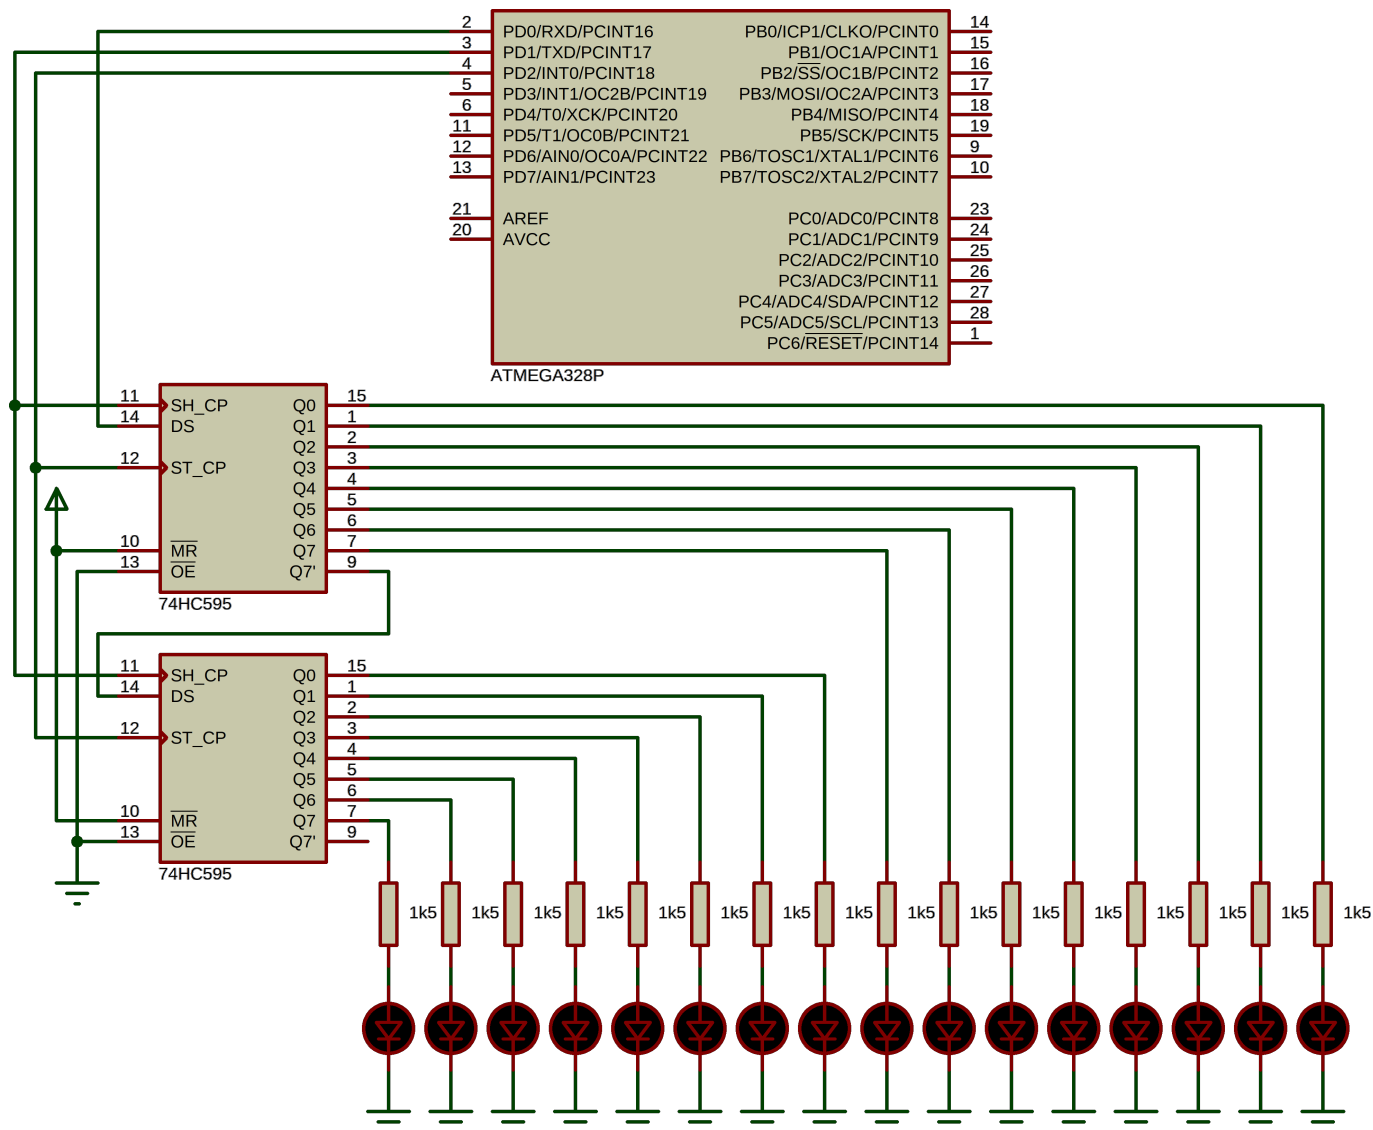 2 PD0/RXD/PCINT16 PB0/ICP1/CLKO/PCINT0 14
3 PD1/TXD/PCINT17 PB1/OC1A/PCINT1 15
4 PD2/INT0/PCINT18 PB2/SS/OC1B/PCINT2 16
5 PD3/INT1/OC2B/PCINT19 PB3/MOSI/OC2A/PCINT3 17
6 PD4/T0/XCK/PCINT20 PB4/MISO/PCINT4 18
11 PD5/T1/OC0B/PCINT21 PB5/SCK/PCINT5 19
12 PD6/AIN0/OC0A/PCINT22 PB6/TOSC1/XTAL1/PCINT6 9
13 PD7/AIN1/PCINT23 PB7/TOSC2/XTAL2/PCINT7 10
21 AREF PC0/ADC0/PCINT8 23
20 AVCC PC1/ADC1/PCINT9 24
PC2/ADC2/PCINT10 25
PC3/ADC3/PCINT11 26
PC4/ADC4/SDA/PCINT12 27
PC5/ADC5/SCL/PCINT13 28
PC6/RESET/PCINT14 1
ATMEGA328P
11 SH_CP Q0 15
14 DS Q1 1
Q2 2
12 ST_CP Q3 3
Q4 4
Q5 5
Q6 6
10 MR Q7 7
13 OE Q7' 9
74HC595
11 SH_CP Q0 15
14 DS Q1 1
Q2 2
12 ST_CP Q3 3
Q4 4
Q5 5
Q6 6
10 MR Q7 7
13 OE Q7' 9
74HC595
1k5 1k5 1k5 1k5 1k5 1k5 1k5 1k5 1k5 1k5 1k5 1k5 1k5 1k5 1k5 1k5